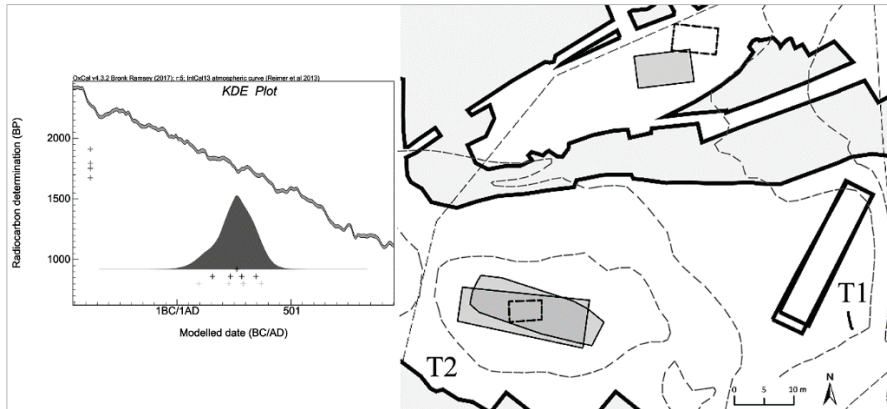 OxCal v4.3.2 Bronk Ramsey (2017); r:5; IntCal13 atmospheric curve (Reimer et al 2013)
KDE Plot
Radiocarbon determination (BP)
2000
1500
1000
1BC/1AD
501
Modelled date (BC/AD)
T1
T2
0 5 10 m
N